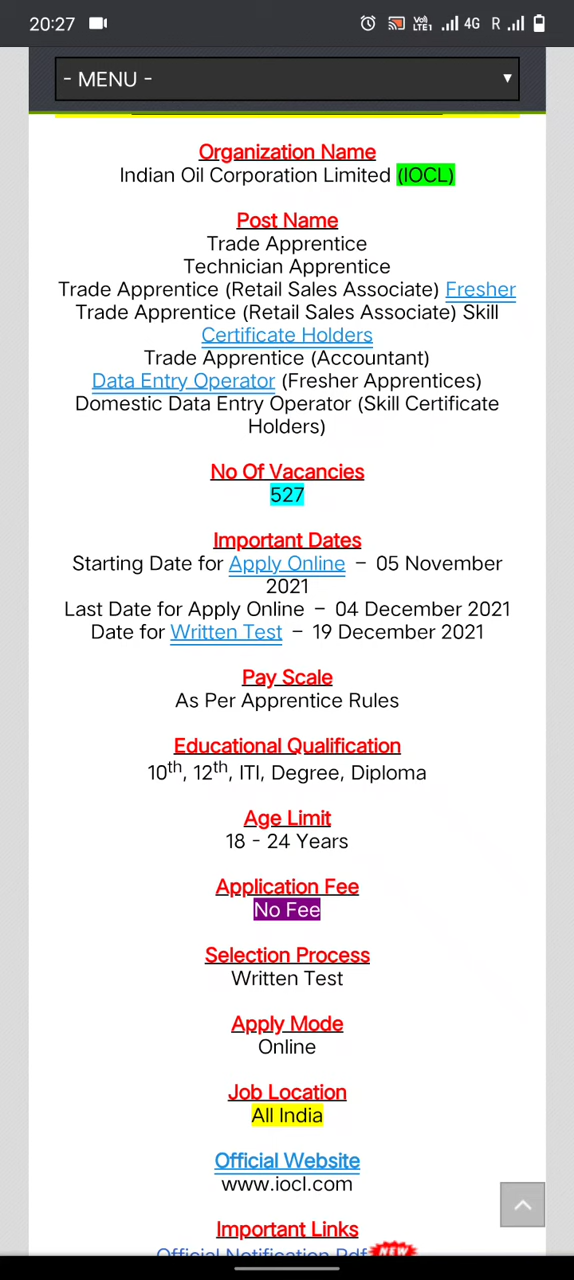 20:27 Vo) LTE1 4G R
- MENU -
Organization Name
Indian Oil Corporation Limited (IOCL)
Post Name
Trade Apprentice
Technician Apprentice
Trade Apprentice (Retail Sales Associate) Fresher
Trade Apprentice (Retail Sales Associate) Skill
Certificate Holders
Trade Apprentice (Accountant)
Data Entry Operator (Fresher Apprentices)
Domestic Data Entry Operator (Skill Certificate
Holders)
No Of Vacancies
527
Important Dates
Starting Date for Apply Online – 05 November
2021
Last Date for Apply Online – 04 December 2021
Date for Written Test – 19 December 2021
Pay Scale
As Per Apprentice Rules
Educational Qualification
10th, 12th, ITI, Degree, Diploma
Age Limit
18 - 24 Years
Application Fee
No Fee
Selection Process
Written Test
Apply Mode
Online
Job Location
All India
Official Website
www.iocl.com
Important Links
Official Notification Pdf NEW